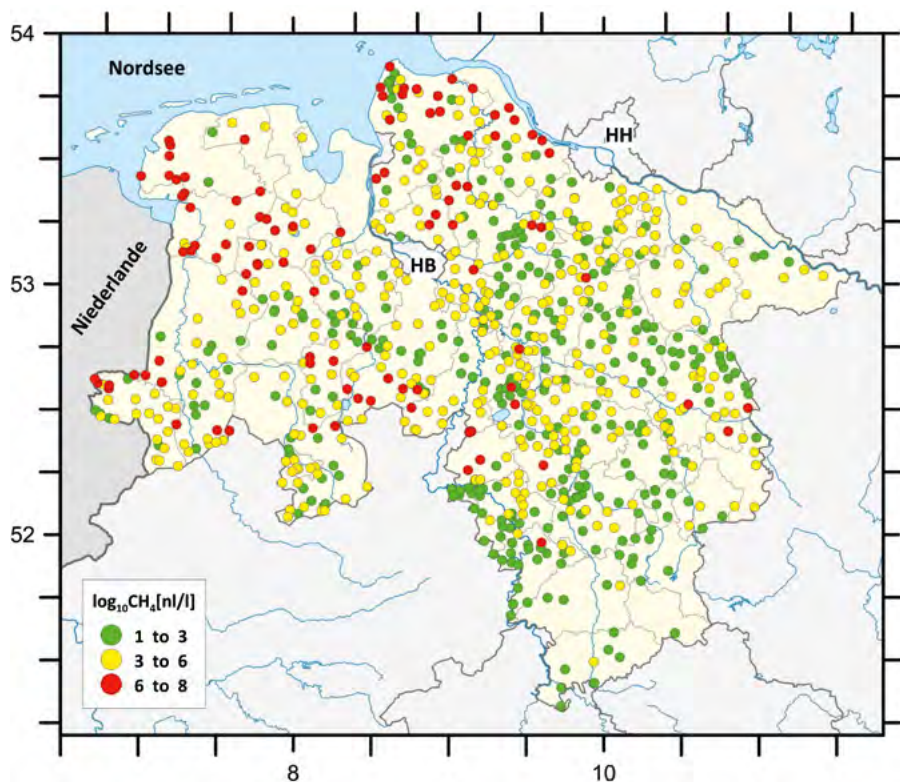 54
Nordsee
HH
Niederlande
HB
53
52
log₁₀CH₄[nl/l]
1 to 3
3 to 6
6 to 8
8
10